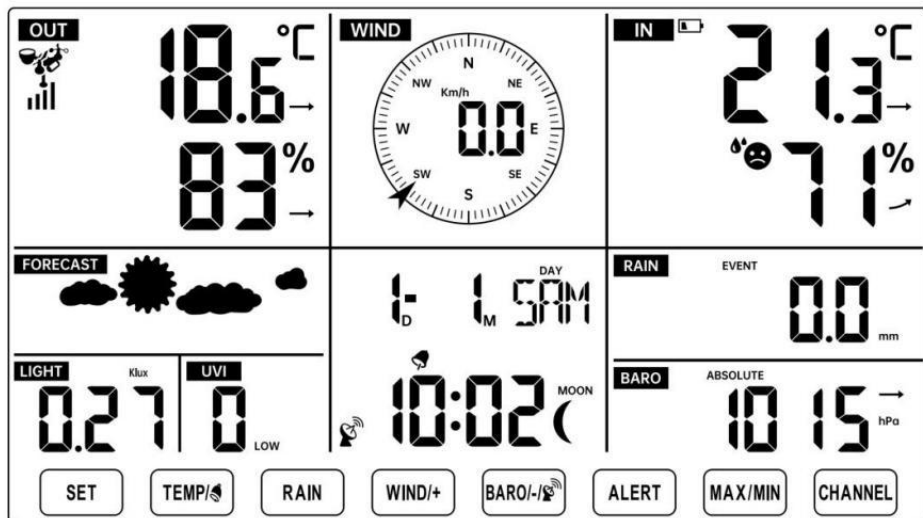 OUT
18.6 °C
83 %
WIND
N
NW NE
Km/h
W 0.0 E
SW SE
S
IN
21.3 °C
71 %
FORECAST
DAY
1 D - 1 M SAM
10:02
MOON
RAIN EVENT
0.0 mm
LIGHT Klux
0.27
UVI
0 LOW
BARO ABSOLUTE
1015 hPa
SET TEMP/ RAIN WIND/+ BARO/-/ ALERT MAX/MIN CHANNEL